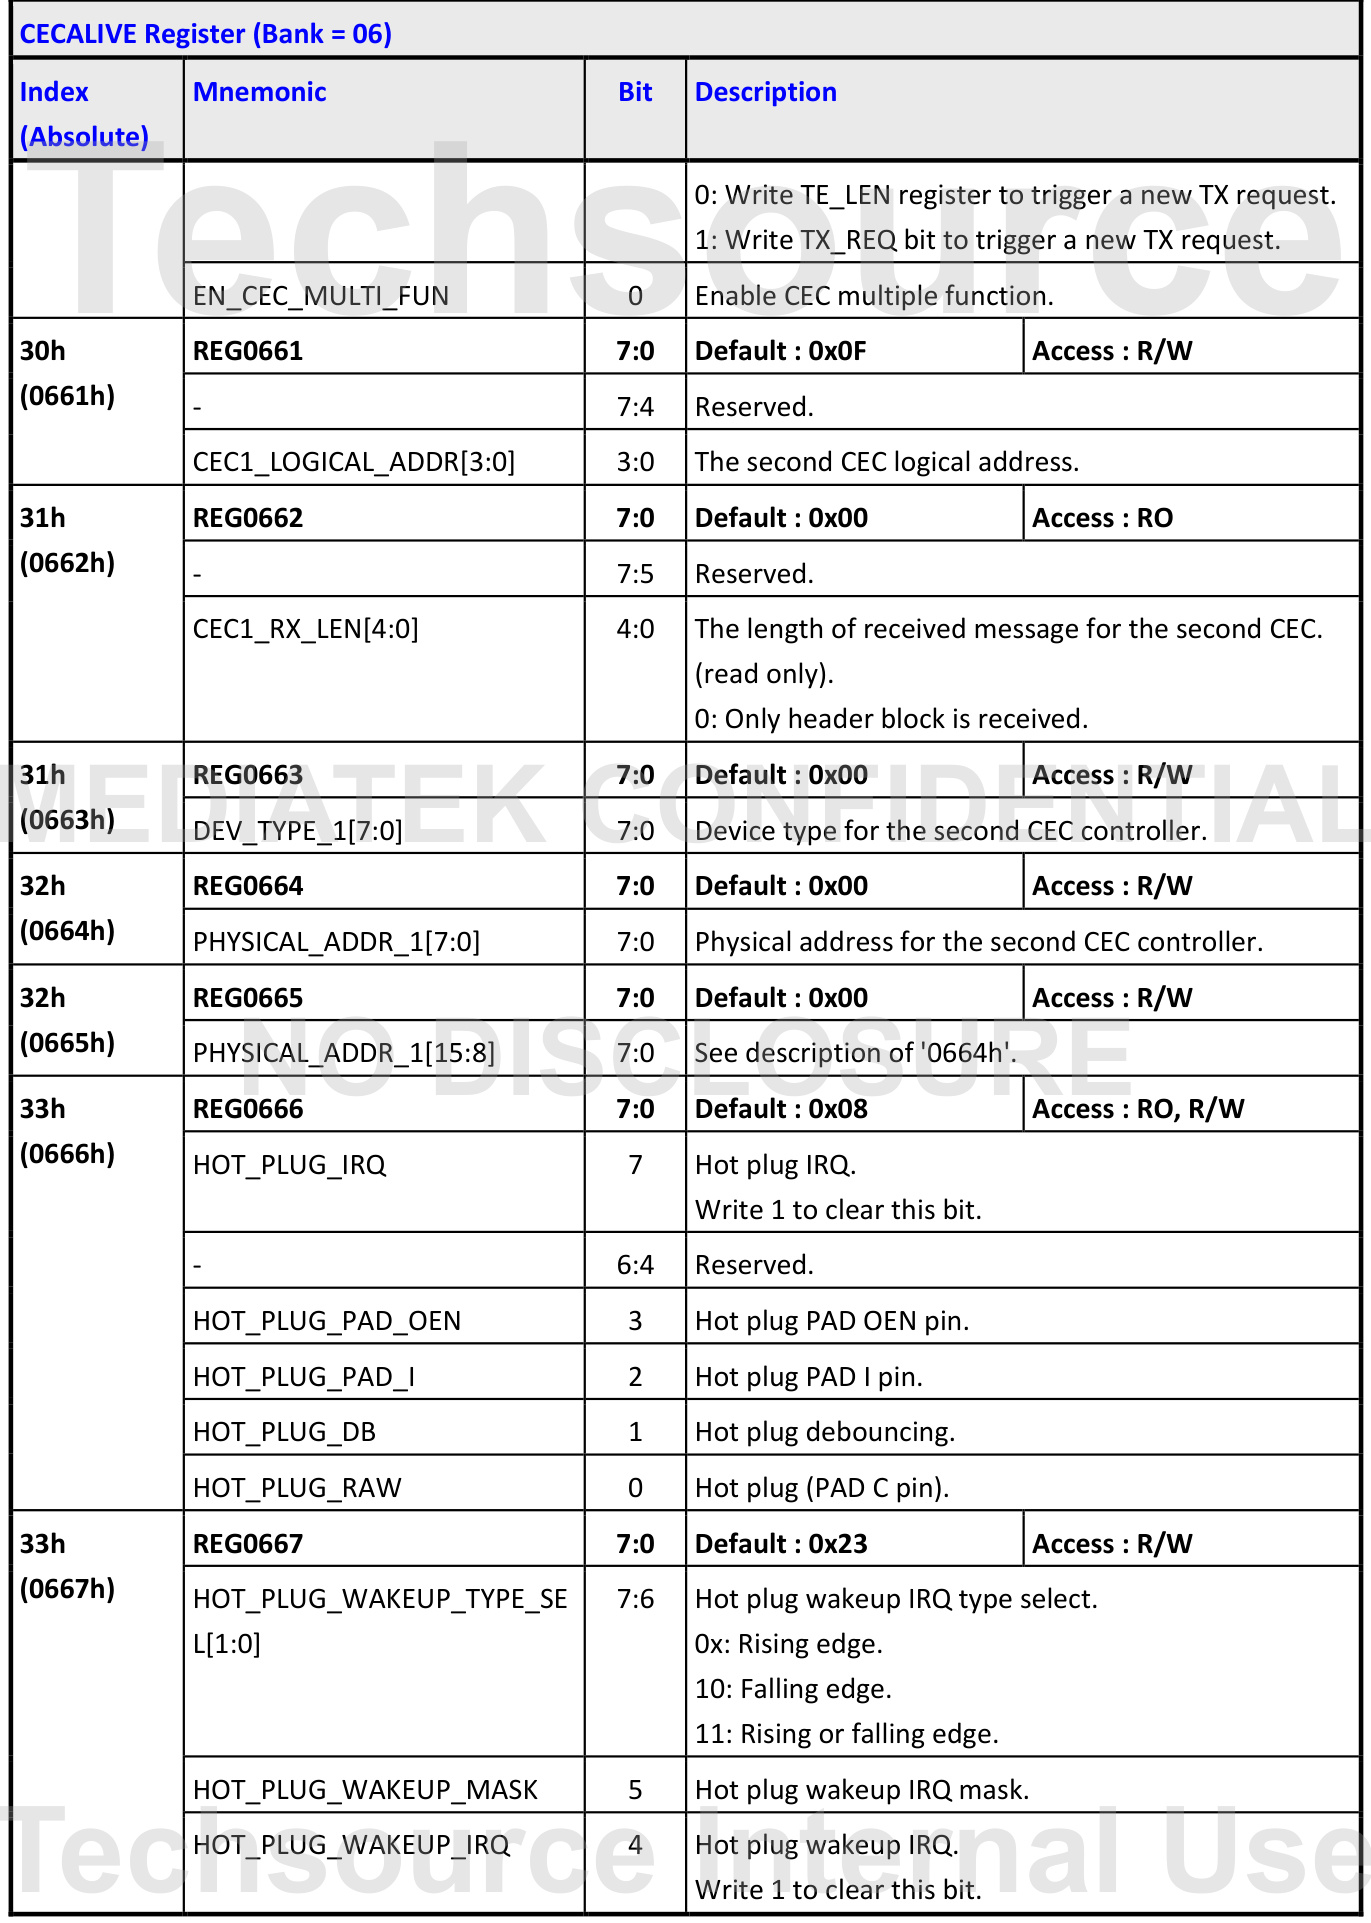 CECALIVE Register (Bank = 06)
Index Mnemonic Bit Description
(Absolute)
0: Write TE_LEN register to trigger a new TX request.
1: Write TX_REQ bit to trigger a new TX request.
EN_CEC_MULTI_FUN 0 Enable CEC multiple function.
30h REG0661 7:0 Default : 0x0F Access : R/W
(0661h)
- 7:4 Reserved.
CEC1_LOGICAL_ADDR[3:0] 3:0 The second CEC logical address.
31h REG0662 7:0 Default : 0x00 Access : RO
(0662h)
- 7:5 Reserved.
CEC1_RX_LEN[4:0] 4:0 The length of received message for the second CEC.
(read only).
0: Only header block is received.
31h REG0663 7:0 Default : 0x00 Access : R/W
(0663h)
DEV_TYPE_1[7:0] 7:0 Device type for the second CEC controller.
32h REG0664 7:0 Default : 0x00 Access : R/W
(0664h)
PHYSICAL_ADDR_1[7:0] 7:0 Physical address for the second CEC controller.
32h REG0665 7:0 Default : 0x00 Access : R/W
(0665h)
PHYSICAL_ADDR_1[15:8] 7:0 See description of '0664h'.
33h REG0666 7:0 Default : 0x08 Access : RO, R/W
(0666h)
HOT_PLUG_IRQ 7 Hot plug IRQ.
Write 1 to clear this bit.
- 6:4 Reserved.
HOT_PLUG_PAD_OEN 3 Hot plug PAD OEN pin.
HOT_PLUG_PAD_I 2 Hot plug PAD I pin.
HOT_PLUG_DB 1 Hot plug debouncing.
HOT_PLUG_RAW 0 Hot plug (PAD C pin).
33h REG0667 7:0 Default : 0x23 Access : R/W
(0667h)
HOT_PLUG_WAKEUP_TYPE_SE 7:6 Hot plug wakeup IRQ type select.
L[1:0] 0x: Rising edge.
10: Falling edge.
11: Rising or falling edge.
HOT_PLUG_WAKEUP_MASK 5 Hot plug wakeup IRQ mask.
HOT_PLUG_WAKEUP_IRQ 4 Hot plug wakeup IRQ.
Write 1 to clear this bit.
Techsource
MEDIATEK CONFIDENTIAL
NO DISCLOSURE
Techsource Internal Use